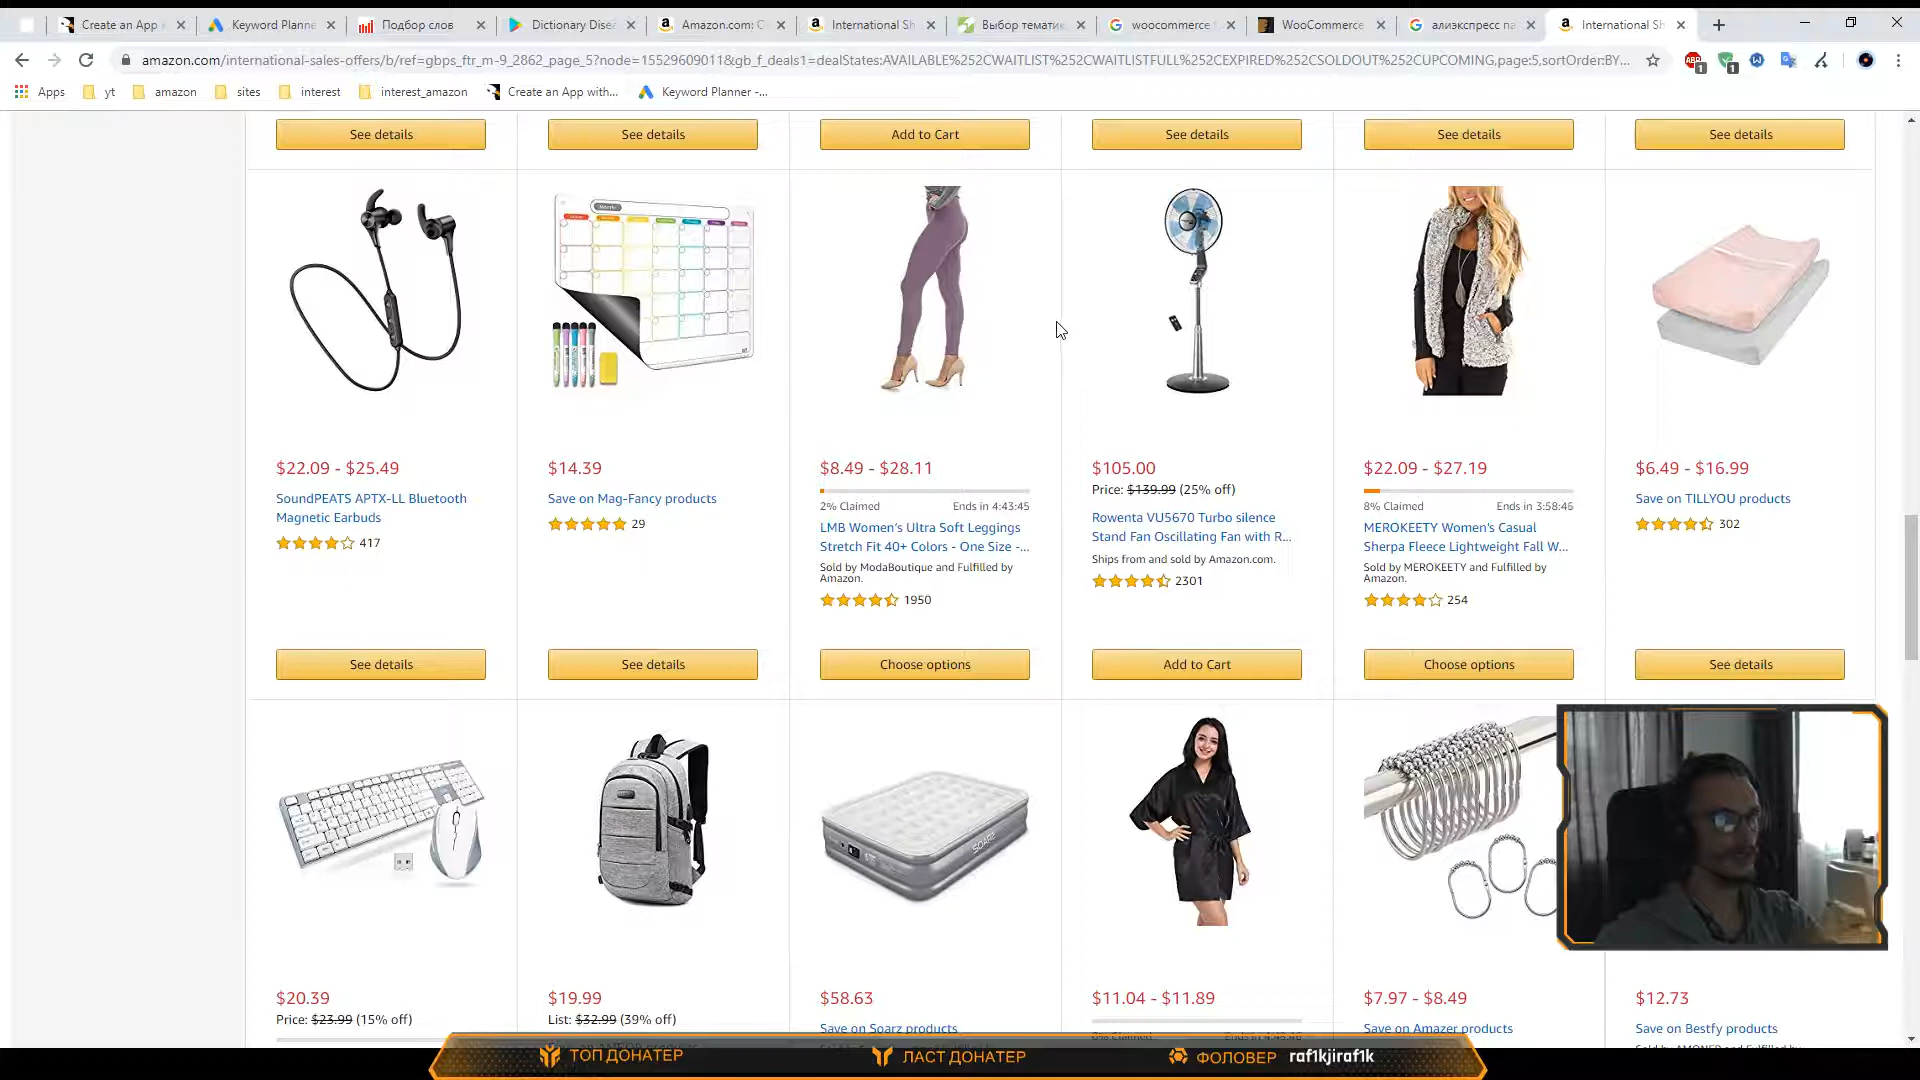 Create an App
Keyword Planne
Подбор слов
Dictionary Dise
Amazon.com: C
International Sh
Выбор тематик
woocommerce
WooCommerce
алиэкспресс па
International Sh
amazon.com/international-sales-offers/b/ref=gbps_ftr_m-9_2862_page_5?node=15529609011&gb_f_deals1=dealStates:AVAILABLE%252CWAITLIST%252CWAITLISTFULL%252CEXPIRED%252CSOLDOUT%252CUPCOMING,page:5,sortOrder:BY...
ABP 1
1
Apps
yt
amazon
sites
interest
interest_amazon
Create an App with...
Keyword Planner -...
See details
See details
Add to Cart
See details
See details
See details
$22.09 - $25.49
SoundPEATS APTX-LL Bluetooth
Magnetic Earbuds
417
See details
$14.39
Save on Mag-Fancy products
29
See details
$8.49 - $28.11
2% Claimed
Ends in 4:43:45
LMB Women's Ultra Soft Leggings
Stretch Fit 40+ Colors - One Size -...
Sold by ModaBoutique and Fulfilled by
Amazon.
1950
Choose options
$105.00
Price: $139.99 (25% off)
Rowenta VU5670 Turbo silence
Stand Fan Oscillating Fan with R...
Ships from and sold by Amazon.com.
2301
Add to Cart
$22.09 - $27.19
8% Claimed
Ends in 3:58:46
MEROKEETY Women's Casual
Sherpa Fleece Lightweight Fall W...
Sold by MEROKEETY and Fulfilled by
Amazon.
254
Choose options
$6.49 - $16.99
Save on TILLYOU products
302
See details
SOARZ
$20.39
Price: $23.99 (15% off)
$19.99
List: $32.99 (39% off)
$58.63
Save on Soarz products
$11.04 - $11.89
$7.97 - $8.49
Save on Amazer products
$12.73
Save on Bestfy products
ТОП ДОНАТЕР
ЛАСТ ДОНАТЕР
ФОЛОВЕР raf1kjiraf1k